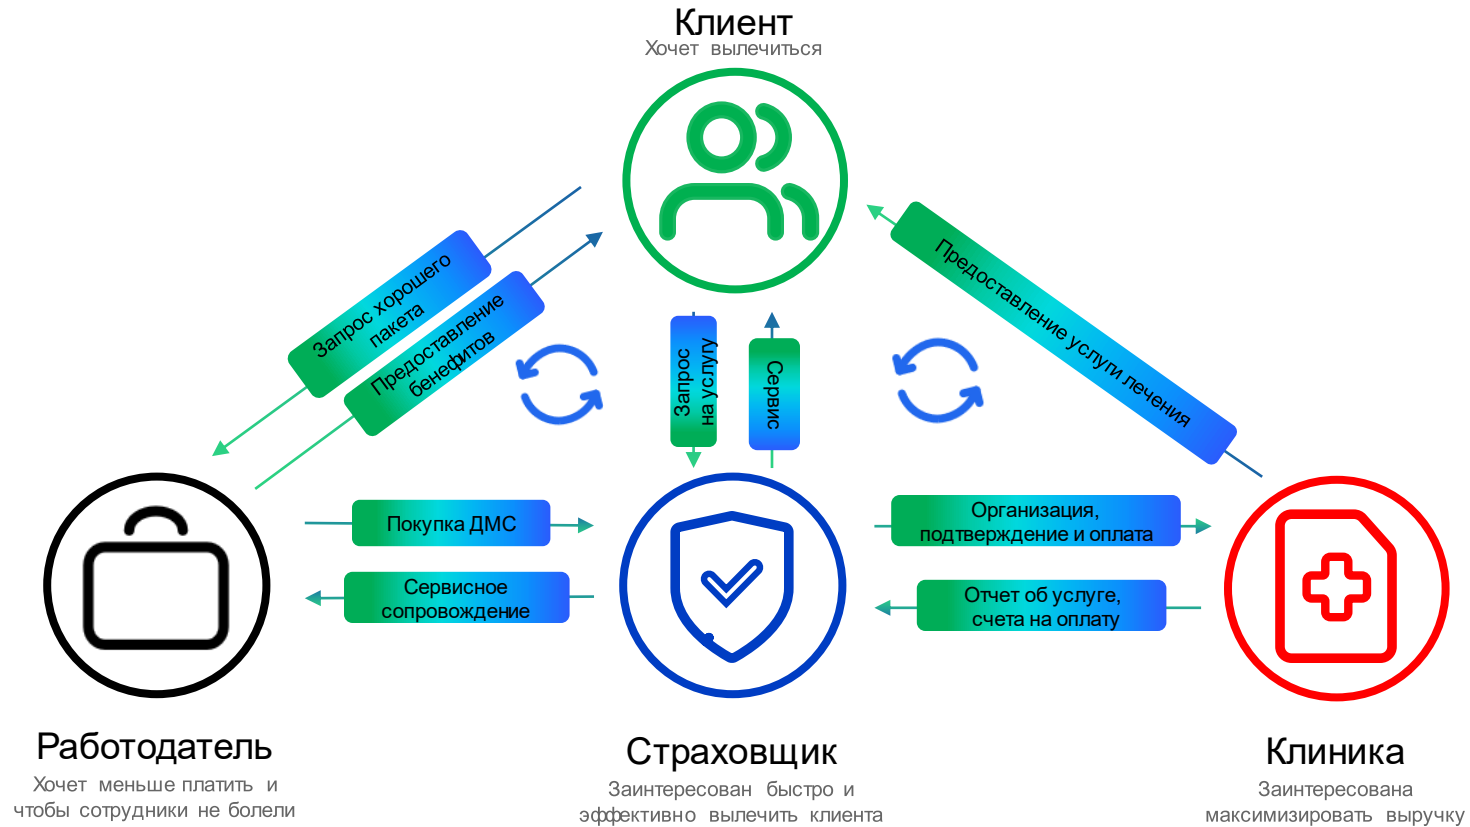 Клиент
Хочет вылечиться
Запрос хорошего
пакета
Предоставление
бенефитов
Запрос
на услугу
Сервис
Предоставление услуги лечения
Покупка ДМС
Сервисное
сопровождение
Организация,
подтверждение и оплата
Отчет об услуге,
счета на оплату
Работодатель
Хочет меньше платить и
чтобы сотрудники не болели
Страховщик
Заинтересован быстро и
эффективно вылечить клиента
Клиника
Заинтересована
максимизировать выручку